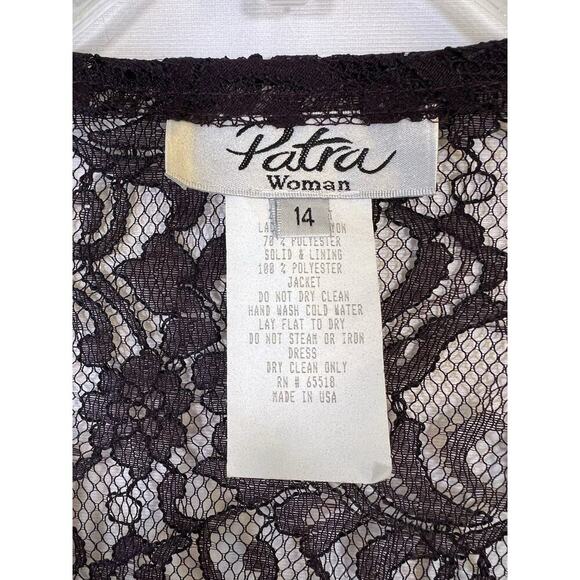 Patra
Woman
14
70 % POLYESTER
SOLID & LINING
100 % POLYESTER
JACKET
DO NOT DRY CLEAN
HAND WASH COLD WATER
LAY FLAT TO DRY
DO NOT STEAM OR IRON
DRESS
DRY CLEAN ONLY
RN # 65518
MADE IN USA